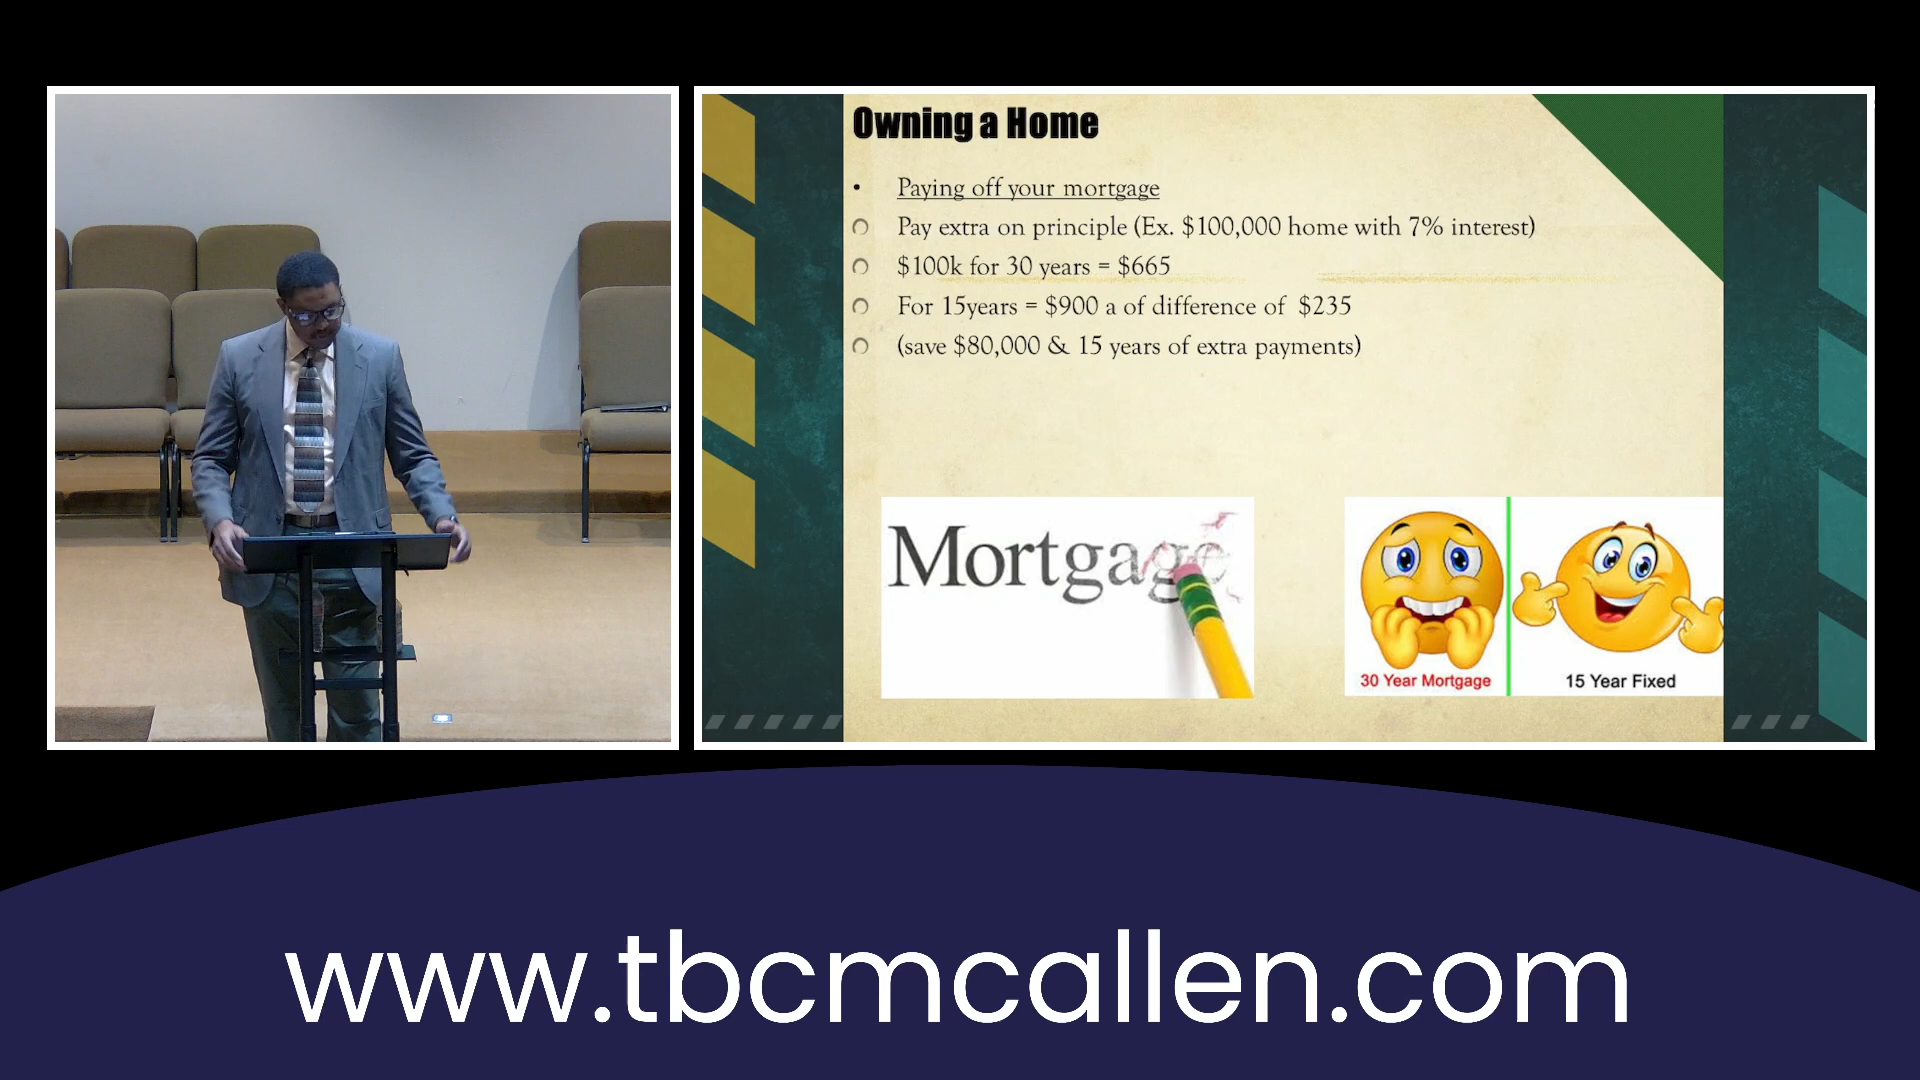 Owning a Home
• Paying off your mortgage
Pay extra on principle (Ex. $100,000 home with 7% interest)
$100k for 30 years = $665
For 15years = $900 a of difference of $235
(save $80,000 & 15 years of extra payments)
Mortgage
30 Year Mortgage
15 Year Fixed
www.tbcmcallen.com